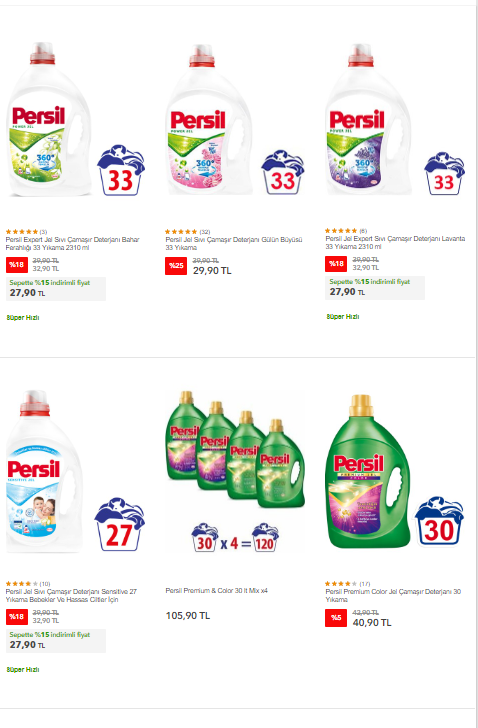 Persil
POWER JEL
360°
33
Persil
POWER JEL
360°
33
Persil
POWER JEL
360°
33
(3)
Persil Expert Jel Sıvı Çamaşır Deterjanı Bahar
Ferahlığı 33 Yıkama 2310 ml
%18
39,90 TL
32,90 TL
Sepette %15 indirimli fiyat
27,90 TL
Süper Hızlı
(32)
Persil Jel Sıvı Çamaşır Deterjanı Gülün Büyüsü
33 Yıkama
%25
39,90 TL
29,90 TL
(6)
Persil Jel Expert Sıvı Çamaşır Deterjanı Lavanta
33 Yıkama 2310 ml
%18
39,90 TL
32,90 TL
Sepette %15 indirimli fiyat
27,90 TL
Süper Hızlı
Persil
SENSITIVE JEL
27
Persil
Persil
Persil
Persil
30 x 4 = 120
Persil
30
(10)
Persil Jel Sıvı Çamaşır Deterjanı Sensitive 27
Yıkama Bebekler Ve Hassas Ciltler İçin
%18
39,90 TL
32,90 TL
Sepette %15 indirimli fiyat
27,90 TL
Süper Hızlı
Persil Premium & Color 30 lt Mix x4
105,90 TL
(17)
Persil Premium Color Jel Çamaşır Deterjanı 30
Yıkama
%5
42,90 TL
40,90 TL